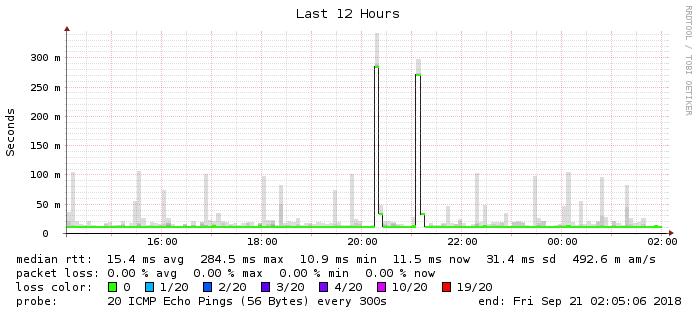 Last 12 Hours
RRDTOOL / TOBI OETIKER
Seconds
300 m
250 m
200 m
150 m
100 m
50 m
0
16:00 18:00 20:00 22:00 00:00 02:00
median rtt: 15.4 ms avg 284.5 ms max 10.9 ms min 11.5 ms now 31.4 ms sd 492.6 m am/s
packet loss: 0.00 % avg 0.00 % max 0.00 % min 0.00 % now
loss color: 0 1/20 2/20 3/20 4/20 10/20 19/20
probe: 20 ICMP Echo Pings (56 Bytes) every 300s end: Fri Sep 21 02:05:06 2018